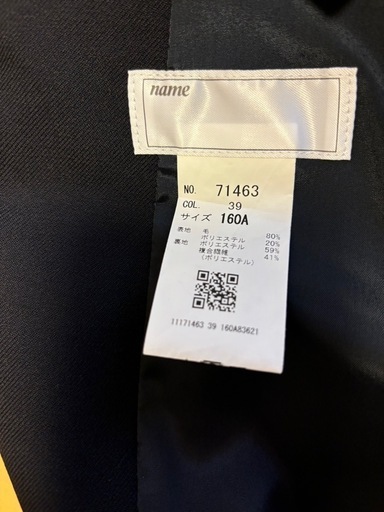 name
NO. 71463
COL. 39
サイズ 160A
表地 毛 80%
ポリエステル 20%
裏地 ポリエステル 59%
複合繊維 41%
(ポリエステル)
11171463 39 160A83621